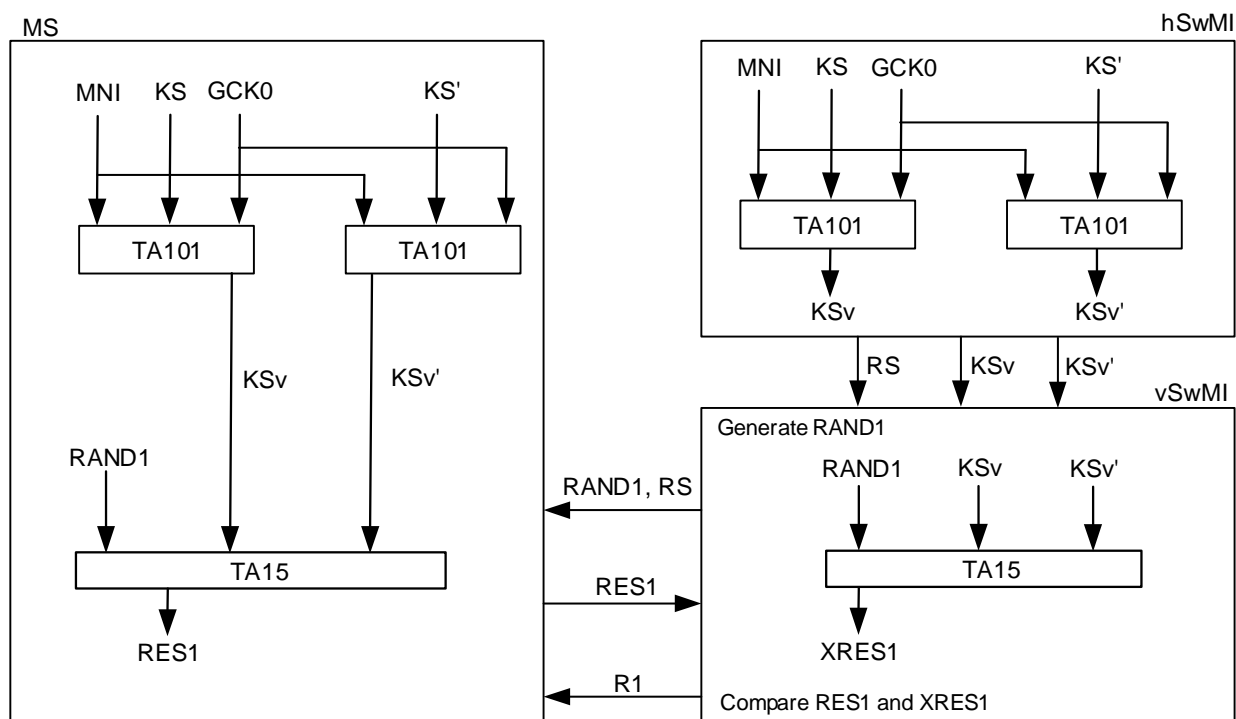 MS
MNI KS GCK0 KS'
TA101 TA101
KSv KSv'
RAND1
TA15
RES1
hSwMI
MNI KS GCK0 KS'
TA101 TA101
KSv KSv'
RS KSv KSv'
vSwMI
Generate RAND1
RAND1 KSv KSv'
TA15
XRES1
Compare RES1 and XRES1
RAND1, RS
RES1
R1